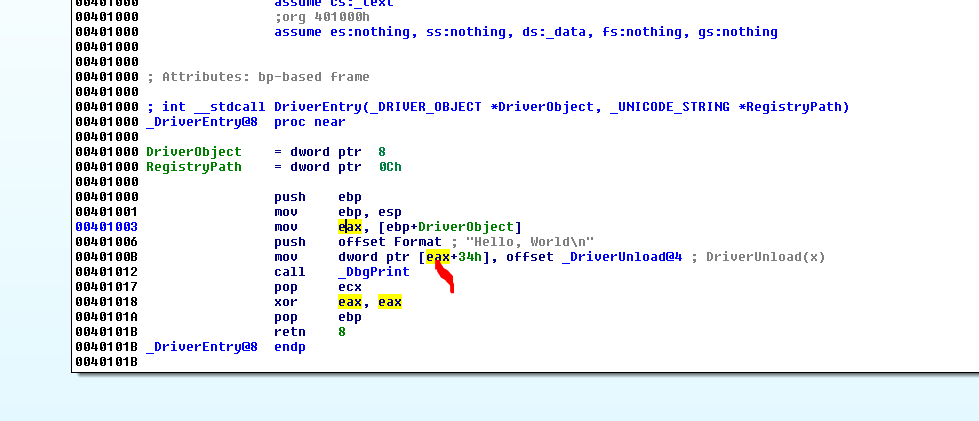 00401000 assume cs:_text
00401000 ;org 401000h
00401000 assume es:nothing, ss:nothing, ds:_data, fs:nothing, gs:nothing
00401000
00401000
00401000 ; Attributes: bp-based frame
00401000
00401000 ; int __stdcall DriverEntry(_DRIVER_OBJECT *DriverObject, _UNICODE_STRING *RegistryPath)
00401000 _DriverEntry@8 proc near
00401000
00401000 DriverObject = dword ptr 8
00401000 RegistryPath = dword ptr 0Ch
00401000
00401000 push ebp
00401001 mov ebp, esp
00401003 mov eax, [ebp+DriverObject]
00401006 push offset Format ; "Hello, World\n"
0040100B mov dword ptr [eax+34h], offset _DriverUnload@4 ; DriverUnload(x)
00401012 call _DbgPrint
00401017 pop ecx
00401018 xor eax, eax
0040101A pop ebp
0040101B retn 8
0040101B _DriverEntry@8 endp
0040101B